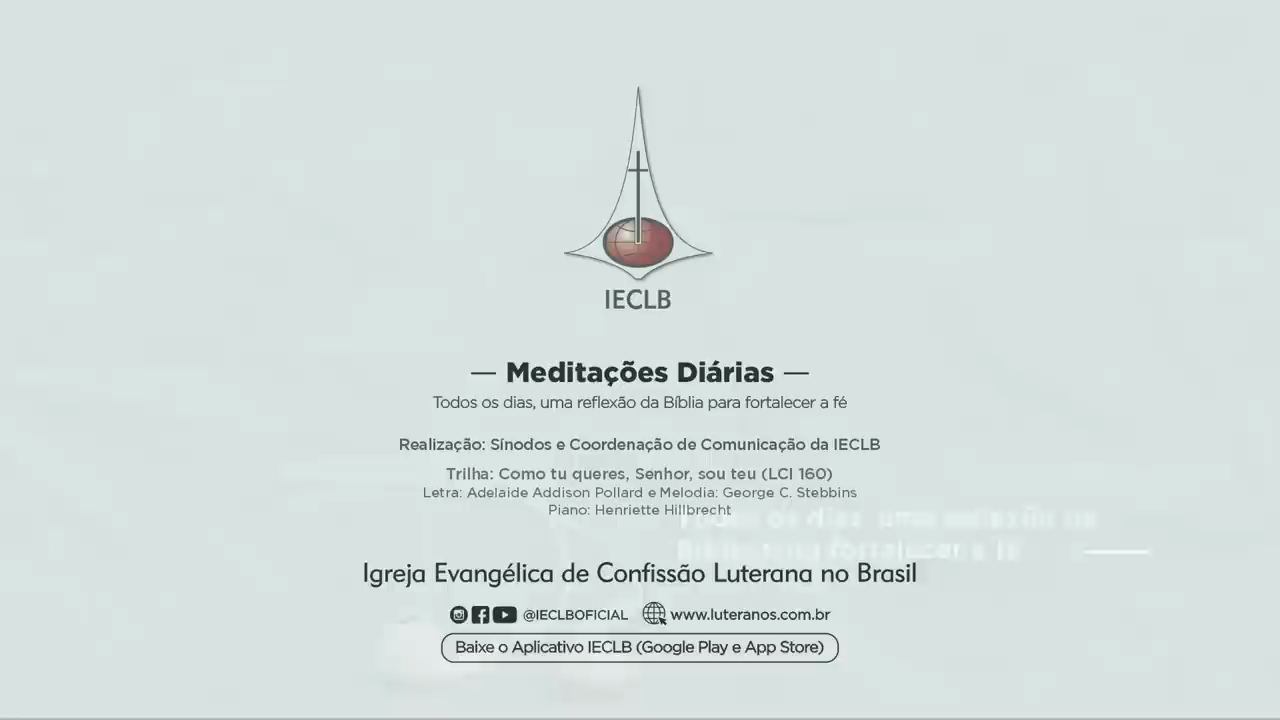 IECLB
— Meditações Diárias —
Todos os dias, uma reflexão da Bíblia para fortalecer a fé
Realização: Sínodos e Coordenação de Comunicação da IECLB
Trilha: Como tu queres, Senhor, sou teu (LCI 160)
Letra: Adelaide Addison Pollard e Melodia: George C. Stebbins
Piano: Henriette Hillbrecht
Igreja Evangélica de Confissão Luterana no Brasil
@IECLBOFICIAL www.luteranos.com.br
Baixe o Aplicativo IECLB (Google Play e App Store)